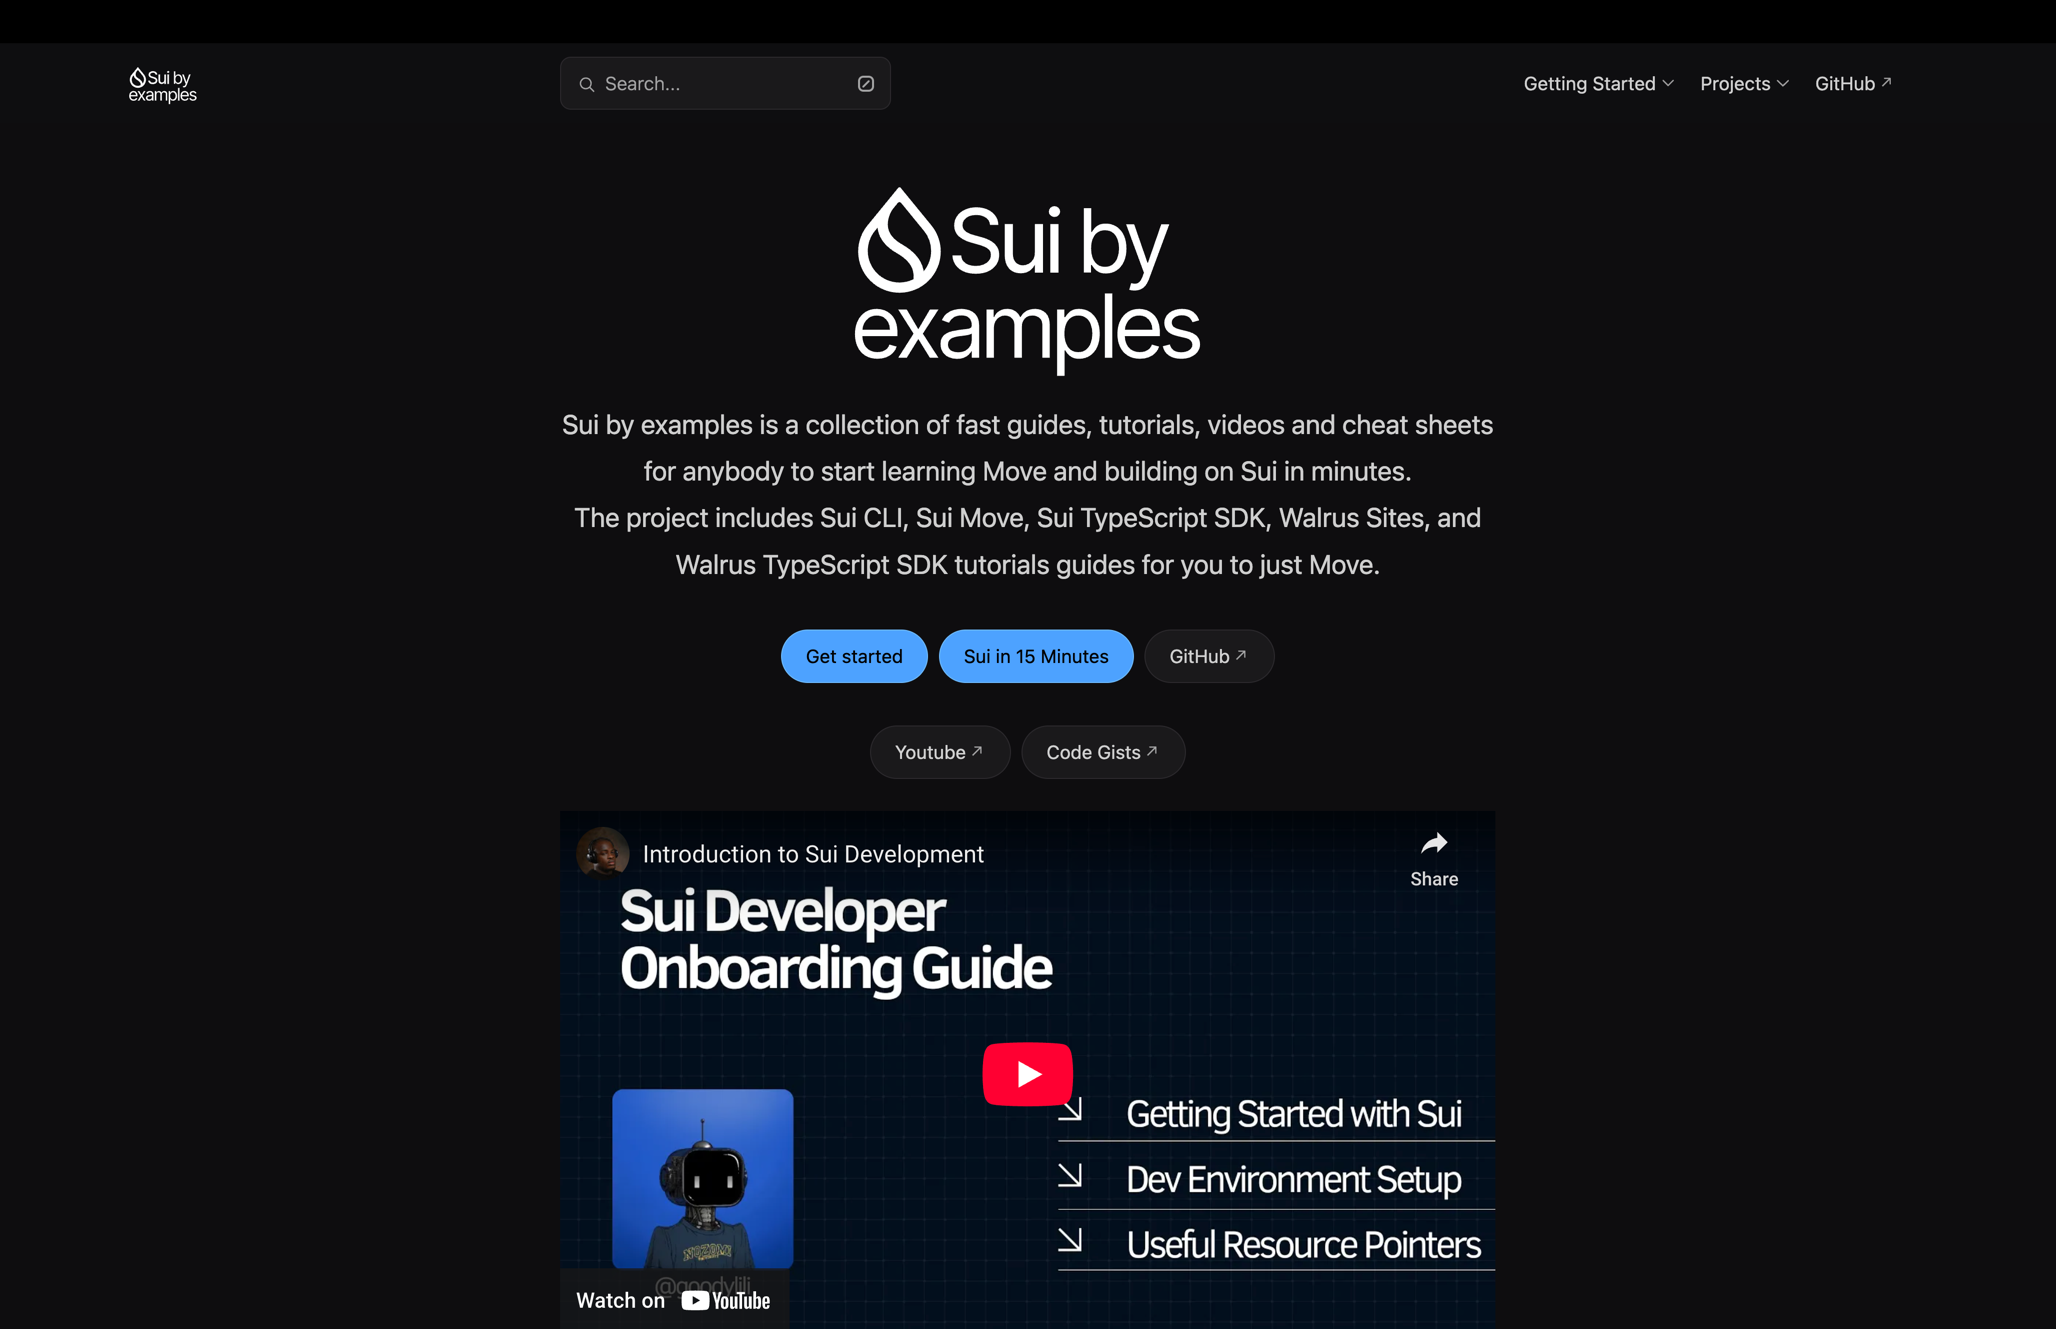 Sui by
examples
Search...
Getting Started
Projects
GitHub
Sui by
examples
Sui by examples is a collection of fast guides, tutorials, videos and cheat sheets
for anybody to start learning Move and building on Sui in minutes.
The project includes Sui CLI, Sui Move, Sui TypeScript SDK, Walrus Sites, and
Walrus TypeScript SDK tutorials guides for you to just Move.
Get started
Sui in 15 Minutes
GitHub
Youtube
Code Gists
Introduction to Sui Development
Share
Sui Developer
Onboarding Guide
Getting Started with Sui
Dev Environment Setup
Useful Resource Pointers
@goodylili
Watch on YouTube